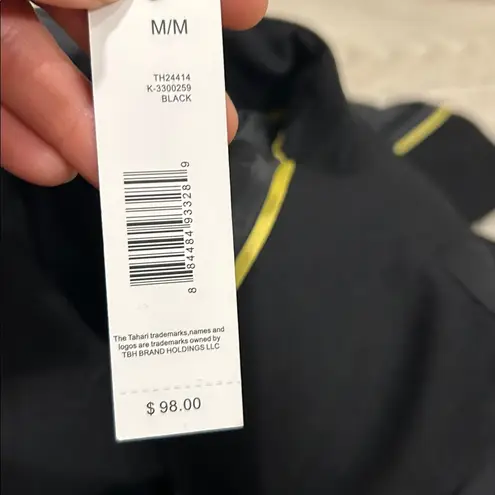 M/M
TH24414
K-3300259
BLACK
8 84484 93328 9
The Tahari trademarks,names and
logos are trademarks owned by
TBH BRAND HOLDINGS LLC
$ 98.00